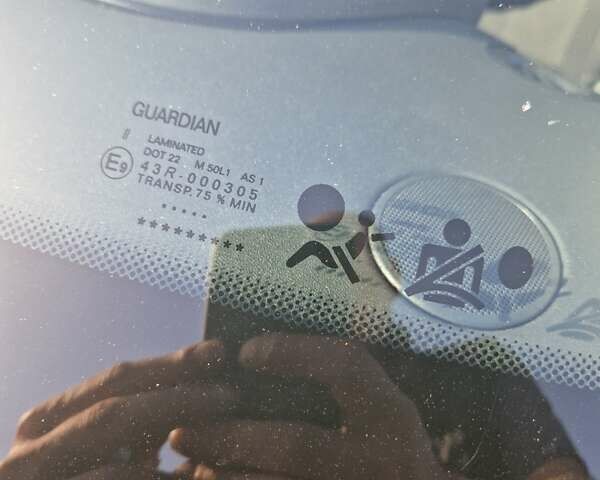 GUARDIAN
LAMINATED
DOT 22 M 50L1 AS 1
E9 43R-000305
TRANSP. 75 % MIN